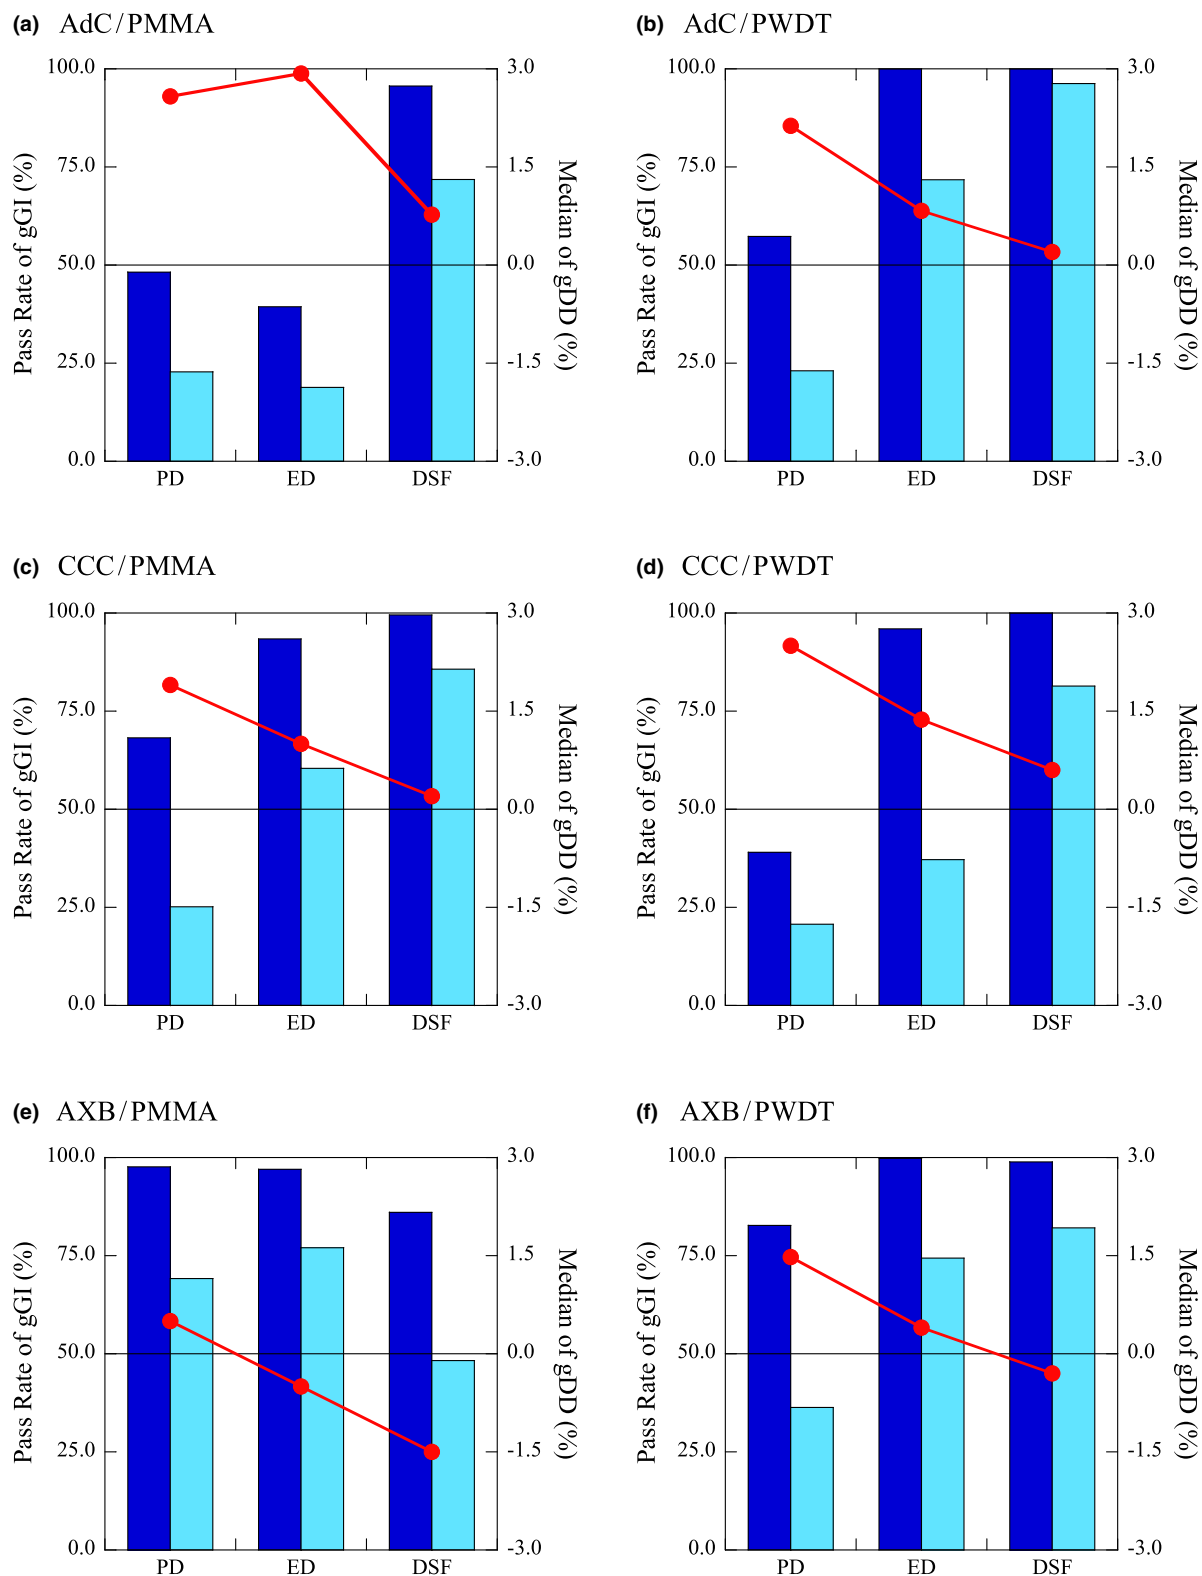 (a) AdC/PMMA
100.0
75.0
50.0
25.0
0.0
Pass Rate of gGI (%)
3.0
1.5
0.0
-1.5
-3.0
Median of gDD (%)
PD ED DSF
(b) AdC/PWDT
100.0
75.0
50.0
25.0
0.0
Pass Rate of gGI (%)
3.0
1.5
0.0
-1.5
-3.0
Median of gDD (%)
PD ED DSF
(c) CCC/PMMA
100.0
75.0
50.0
25.0
0.0
Pass Rate of gGI (%)
3.0
1.5
0.0
-1.5
-3.0
Median of gDD (%)
PD ED DSF
(d) CCC/PWDT
100.0
75.0
50.0
25.0
0.0
Pass Rate of gGI (%)
3.0
1.5
0.0
-1.5
-3.0
Median of gDD (%)
PD ED DSF
(e) AXB/PMMA
100.0
75.0
50.0
25.0
0.0
Pass Rate of gGI (%)
3.0
1.5
0.0
-1.5
-3.0
Median of gDD (%)
PD ED DSF
(f) AXB/PWDT
100.0
75.0
50.0
25.0
0.0
Pass Rate of gGI (%)
3.0
1.5
0.0
-1.5
-3.0
Median of gDD (%)
PD ED DSF